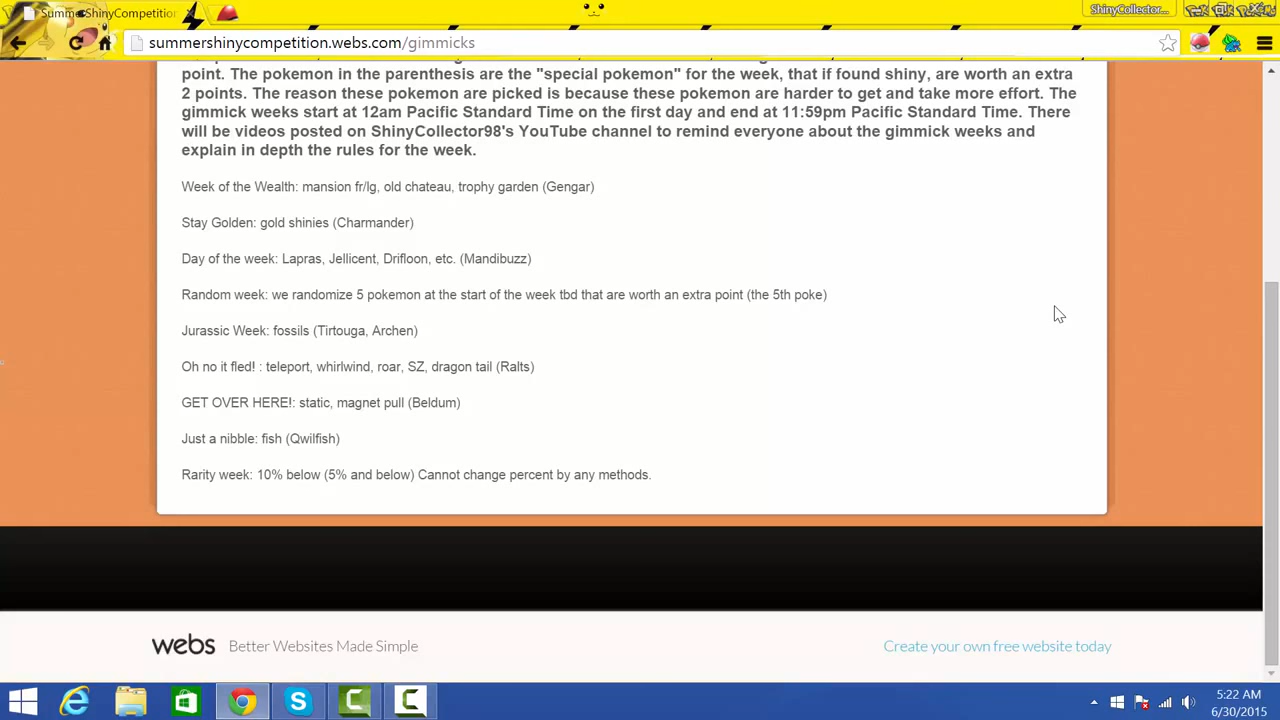 SummerShinyCompetition
ShinyCollector...
summershinycompetition.webs.com/gimmicks
point. The pokemon in the parenthesis are the "special pokemon" for the week, that if found shiny, are worth an extra
2 points. The reason these pokemon are picked is because these pokemon are harder to get and take more effort. The
gimmick weeks start at 12am Pacific Standard Time on the first day and end at 11:59pm Pacific Standard Time. There
will be videos posted on ShinyCollector98's YouTube channel to remind everyone about the gimmick weeks and
explain in depth the rules for the week.
Week of the Wealth: mansion fr/lg, old chateau, trophy garden (Gengar)
Stay Golden: gold shinies (Charmander)
Day of the week: Lapras, Jellicent, Drifloon, etc. (Mandibuzz)
Random week: we randomize 5 pokemon at the start of the week tbd that are worth an extra point (the 5th poke)
Jurassic Week: fossils (Tirtouga, Archen)
Oh no it fled! : teleport, whirlwind, roar, SZ, dragon tail (Ralts)
GET OVER HERE!: static, magnet pull (Beldum)
Just a nibble: fish (Qwilfish)
Rarity week: 10% below (5% and below) Cannot change percent by any methods.
webs Better Websites Made Simple
Create your own free website today
5:22 AM
6/30/2015